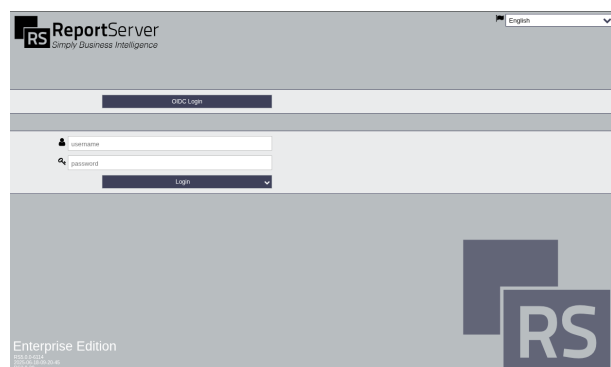 RS
ReportServer
Simply Business Intelligence
English
OIDC Login
username
password
Login
RS
Enterprise Edition